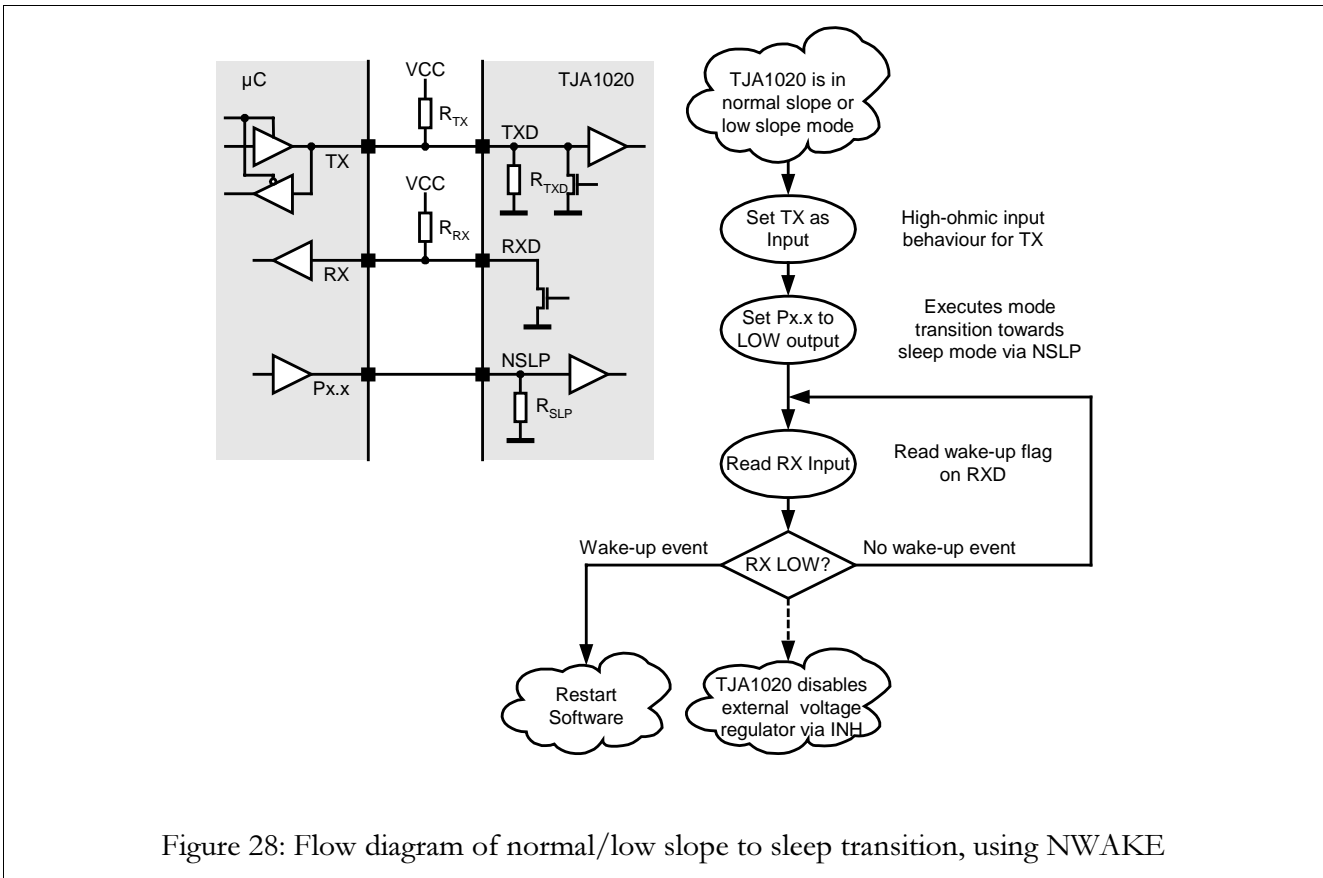 µC
VCC
TJA1020
RTX
TXD
TX
RTXD
VCC
RRX
RXD
RX
NSLP
Px.x
RSLP
TJA1020 is in
normal slope or
low slope mode
Set TX as
Input
High-ohmic input
behaviour for TX
Set Px.x to
LOW output
Executes mode
transition towards
sleep mode via NSLP
Read RX Input
Read wake-up flag
on RXD
Wake-up event
RX LOW?
No wake-up event
Restart
Software
TJA1020 disables
external voltage
regulator via INH
Figure 28: Flow diagram of normal/low slope to sleep transition, using NWAKE